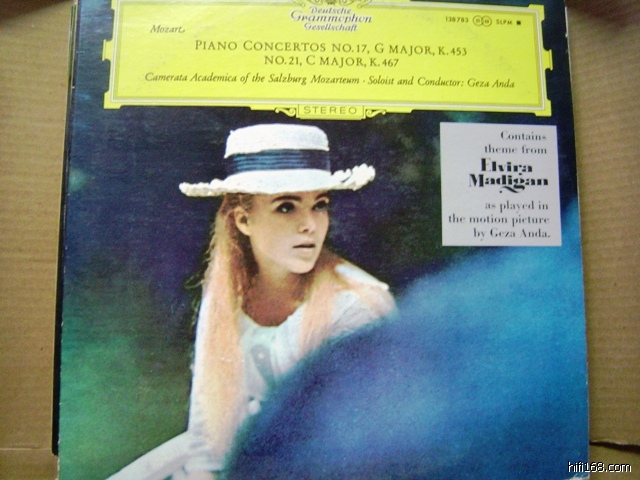 Deutsche
Grammophon
Gesellschaft
138 783
SLPM
Mozart
PIANO CONCERTOS NO. 17, G MAJOR, K. 453
NO. 21, C MAJOR, K. 467
Camerata Academica of the Salzburg Mozarteum · Soloist and Conductor: Geza Anda
STEREO
Contains
theme from
Elvira
Madigan
as played in
the motion picture
by Geza Anda.
hifi168.com